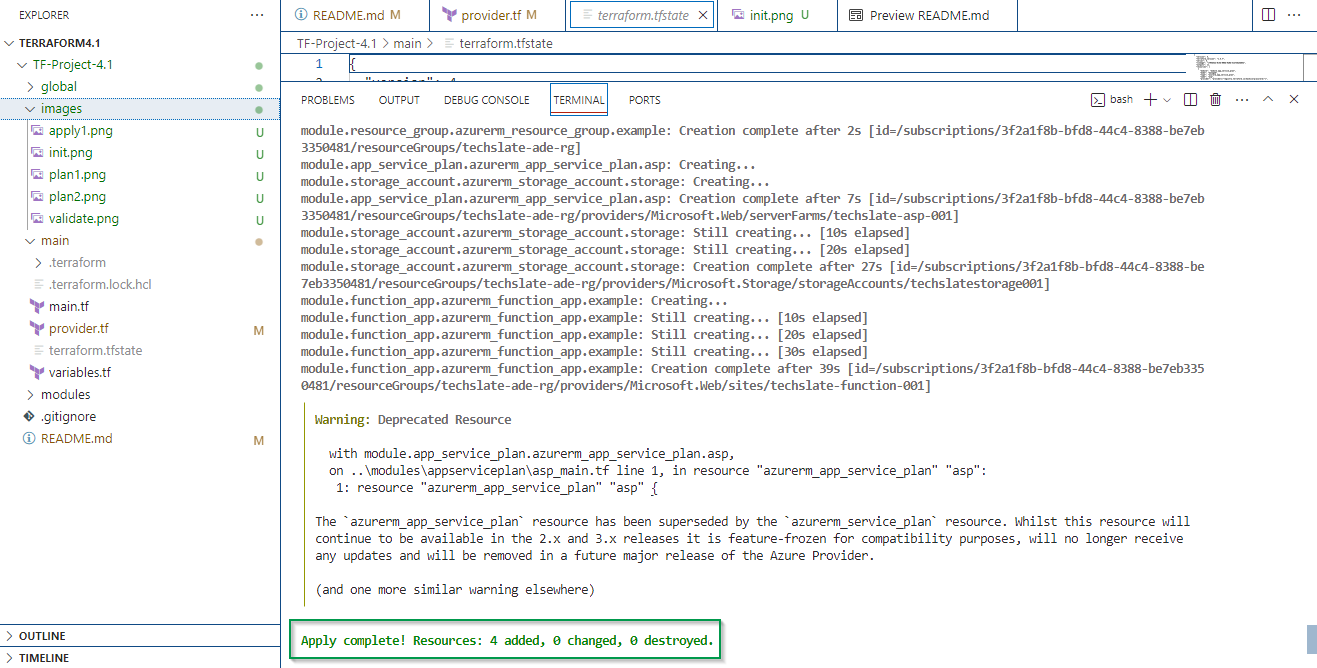 EXPLORER
TERRAFORM4.1
TF-Project-4.1
global
images
apply1.png U
init.png U
plan1.png U
plan2.png U
validate.png U
main
.terraform
.terraform.lock.hcl
main.tf
provider.tf M
terraform.tfstate
variables.tf
modules
.gitignore
README.md M
OUTLINE
TIMELINE
README.md M provider.tf M terraform.tfstate init.png U Preview README.md
TF-Project-4.1 > main > terraform.tfstate
1 {
PROBLEMS OUTPUT DEBUG CONSOLE TERMINAL PORTS bash
module.resource_group.azurerm_resource_group.example: Creation complete after 2s [id=/subscriptions/3f2a1f8b-bfd8-44c4-8388-be7eb
3350481/resourceGroups/techslate-ade-rg]
module.app_service_plan.azurerm_app_service_plan.asp: Creating...
module.storage_account.azurerm_storage_account.storage: Creating...
module.app_service_plan.azurerm_app_service_plan.asp: Creation complete after 7s [id=/subscriptions/3f2a1f8b-bfd8-44c4-8388-be7eb
3350481/resourceGroups/techslate-ade-rg/providers/Microsoft.Web/serverFarms/techslate-asp-001]
module.storage_account.azurerm_storage_account.storage: Still creating... [10s elapsed]
module.storage_account.azurerm_storage_account.storage: Still creating... [20s elapsed]
module.storage_account.azurerm_storage_account.storage: Creation complete after 27s [id=/subscriptions/3f2a1f8b-bfd8-44c4-8388-be
7eb3350481/resourceGroups/techslate-ade-rg/providers/Microsoft.Storage/storageAccounts/techslatestorage001]
module.function_app.azurerm_function_app.example: Creating...
module.function_app.azurerm_function_app.example: Still creating... [10s elapsed]
module.function_app.azurerm_function_app.example: Still creating... [20s elapsed]
module.function_app.azurerm_function_app.example: Still creating... [30s elapsed]
module.function_app.azurerm_function_app.example: Creation complete after 39s [id=/subscriptions/3f2a1f8b-bfd8-44c4-8388-be7eb335
0481/resourceGroups/techslate-ade-rg/providers/Microsoft.Web/sites/techslate-function-001]
Warning: Deprecated Resource
with module.app_service_plan.azurerm_app_service_plan.asp,
on ..\modules\appserviceplan\asp_main.tf line 1, in resource "azurerm_app_service_plan" "asp":
1: resource "azurerm_app_service_plan" "asp" {
The `azurerm_app_service_plan` resource has been superseded by the `azurerm_service_plan` resource. Whilst this resource will
continue to be available in the 2.x and 3.x releases it is feature-frozen for compatibility purposes, will no longer receive
any updates and will be removed in a future major release of the Azure Provider.
(and one more similar warning elsewhere)
Apply complete! Resources: 4 added, 0 changed, 0 destroyed.